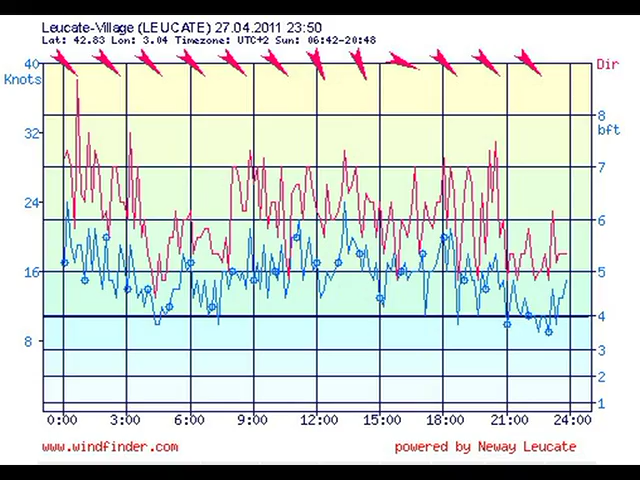 Leucate-Village (LEUCATE) 27.04.2011 23:50
Lat: 42.83 Lon: 3.04 Timezone: UTC+2 Sun: 06:42-20:48
40 Dir
Knots
8
bft
32
7
24
6
16 5
4
8
3
2
1
0:00 3:00 6:00 9:00 12:00 15:00 18:00 21:00 24:00
www.windfinder.com powered by Neway Leucate